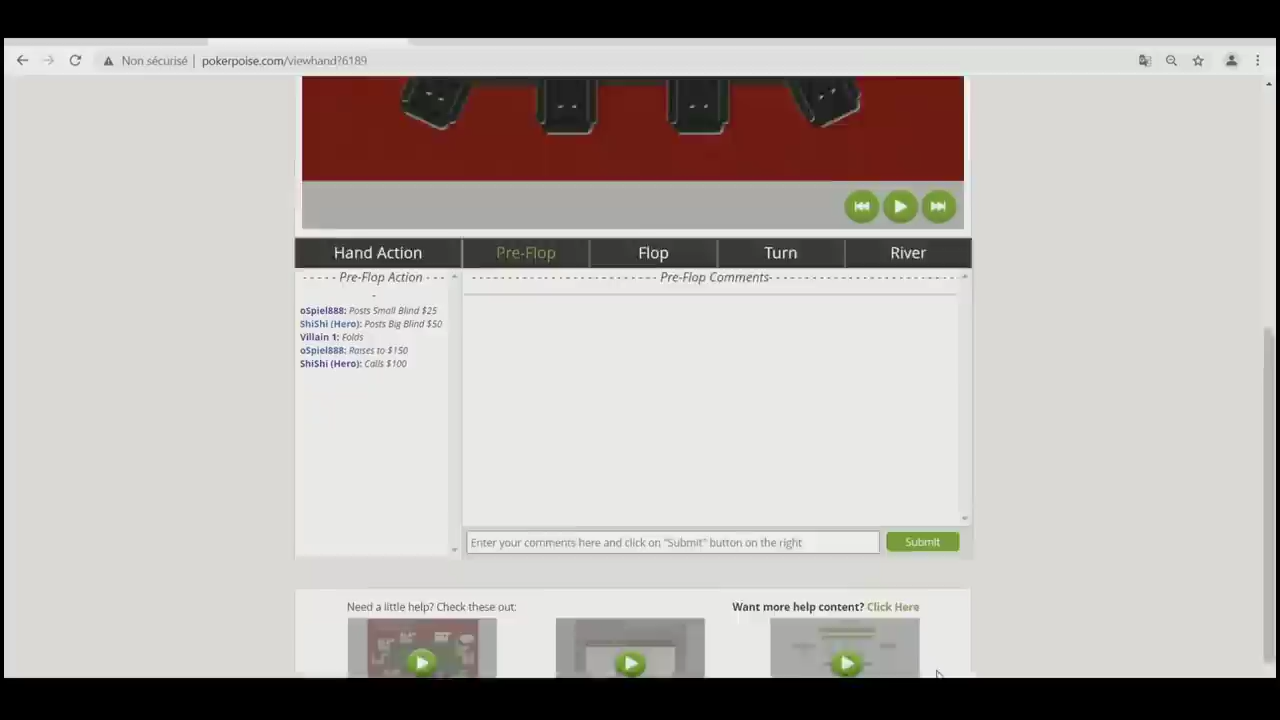 Non sécurisé | pokerpoise.com/viewhand?6189
Hand Action Pre-Flop Flop Turn River
- - - - - Pre-Flop Action - - - -
- - - - - - - - - - - - - - - - - - - - - - - - Pre-Flop Comments- - - - - - - - - - - - - - - - - - - - - - - -
oSpiel888: Posts Small Blind $25
ShiShi (Hero): Posts Big Blind $50
Villain 1: Folds
oSpiel888: Raises to $150
ShiShi (Hero): Calls $100
Enter your comments here and click on "Submit" button on the right
Submit
Need a little help? Check these out:
Want more help content? Click Here